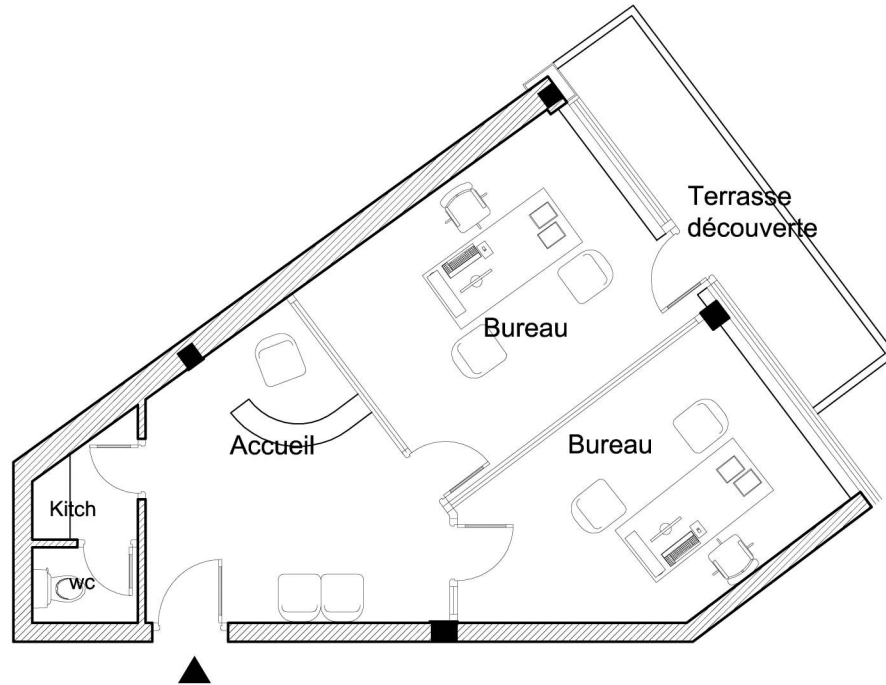 Terrasse
découverte
Bureau
Accueil
Bureau
Kitch
wc